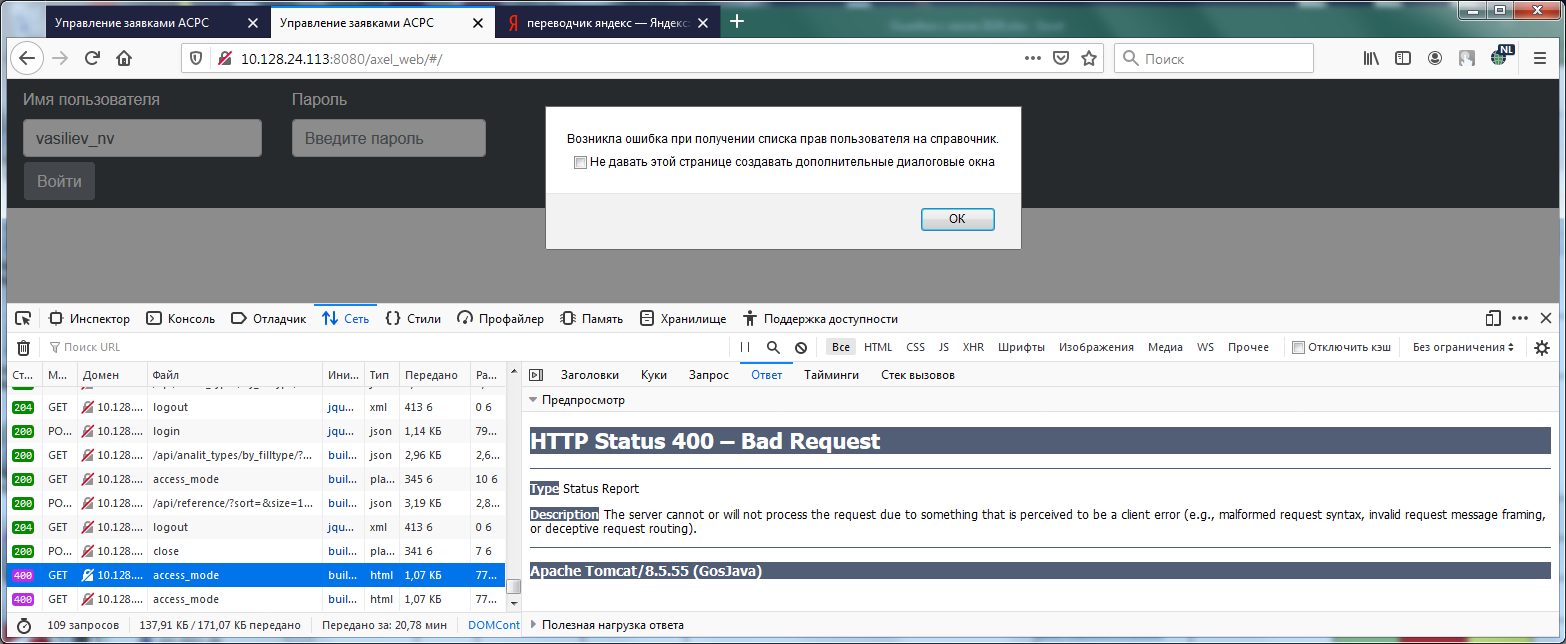 Управление заявками АСРС
Управление заявками АСРС
Я переводчик яндекс — Яндекс
10.128.24.113:8080/axel_web/#/
Поиск
NL
Имя пользователя
Пароль
vasiliev_nv
Введите пароль
Войти
Возникла ошибка при получении списка прав пользователя на справочник.
Не давать этой странице создавать дополнительные диалоговые окна
OK
Инспектор Консоль Отладчик Сеть Стили Профайлер Память Хранилище Поддержка доступности
Поиск URL
Все HTML CSS JS XHR Шрифты Изображения Медиа WS Прочее Отключить кэш Без ограничения
Ст... М... Домен Файл Ини... Тип Передано Ра...
204 GET 10.128.... logout jqu... xml 413 б 0 б
200 PO... 10.128.... login jqu... json 1,14 КБ 79...
200 GET 10.128.... /api/analit_types/by_filltype/?... buil... json 2,96 КБ 2,6...
200 GET 10.128.... access_mode buil... pla... 345 б 10 б
200 PO... 10.128.... /api/reference/?sort=&size=1... buil... json 3,19 КБ 2,8...
204 GET 10.128.... logout jqu... xml 413 б 0 б
200 PO... 10.128.... close buil... pla... 341 б 7 б
400 GET 10.128.... access_mode buil... html 1,07 КБ 77...
400 GET 10.128.... access_mode buil... html 1,07 КБ 77...
109 запросов 137,91 КБ / 171,07 КБ передано Передано за: 20,78 мин DOMCont
Заголовки Куки Запрос Ответ Тайминги Стек вызовов
Предпросмотр
HTTP Status 400 – Bad Request
Type Status Report
Description The server cannot or will not process the request due to something that is perceived to be a client error (e.g., malformed request syntax, invalid request message framing,
or deceptive request routing).
Apache Tomcat/8.5.55 (GosJava)
Полезная нагрузка ответа